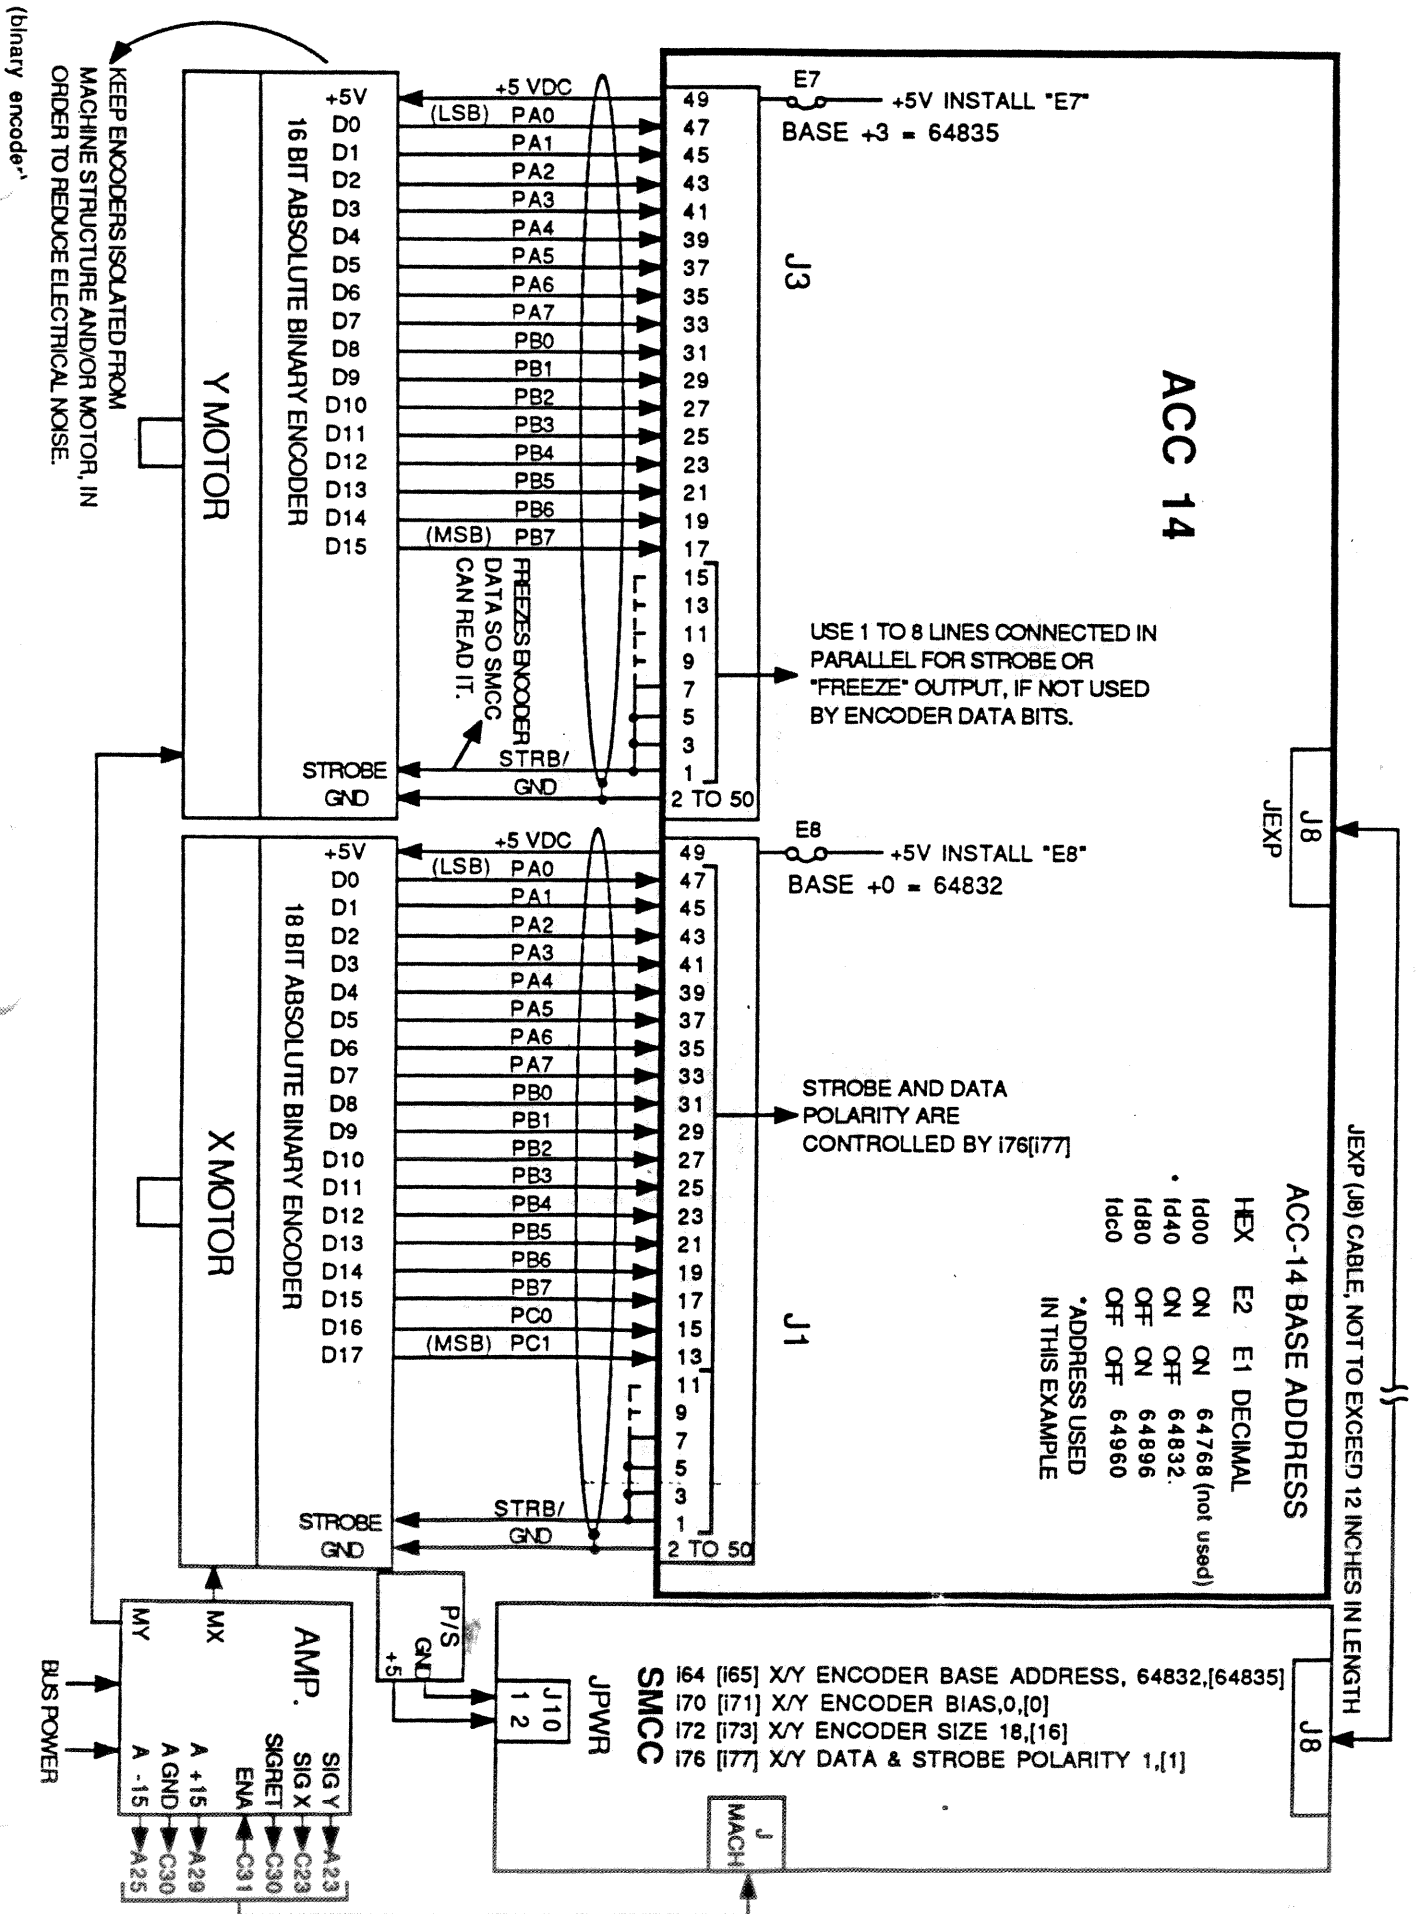 (binary encoder)
KEEP ENCODERS ISOLATED FROM
MACHINE STRUCTURE AND/OR MOTOR, IN
ORDER TO REDUCE ELECTRICAL NOISE.
Y MOTOR
16 BIT ABSOLUTE BINARY ENCODER
+5V +5 VDC 49
D0 (LSB) PA0 47
D1 PA1 45
D2 PA2 43
D3 PA3 41
D4 PA4 39
D5 PA5 37
D6 PA6 35
D7 PA7 33
D8 PB0 31
D9 PB1 29
D10 PB2 27
D11 PB3 25
D12 PB4 23
D13 PB5 21
D14 PB6 19
D15 (MSB) PB7 17
15
13
11
9
7
5
3
STROBE STRB/ 1
GND GND 2 TO 50
FREEZES ENCODER
DATA SO SMCC
CAN READ IT.
E7
+5V INSTALL "E7"
BASE +3 = 64835
J3
ACC 14
USE 1 TO 8 LINES CONNECTED IN
PARALLEL FOR STROBE OR
"FREEZE" OUTPUT, IF NOT USED
BY ENCODER DATA BITS.
J8
JEXP
X MOTOR
18 BIT ABSOLUTE BINARY ENCODER
+5V +5 VDC 49
D0 (LSB) PA0 47
D1 PA1 45
D2 PA2 43
D3 PA3 41
D4 PA4 39
D5 PA5 37
D6 PA6 35
D7 PA7 33
D8 PB0 31
D9 PB1 29
D10 PB2 27
D11 PB3 25
D12 PB4 23
D13 PB5 21
D14 PB6 19
D15 PB7 17
D16 PC0 15
D17 (MSB) PC1 13
11
9
7
5
3
STROBE STRB/ 1
GND GND 2 TO 50
E8
+5V INSTALL "E8"
BASE +0 = 64832
J1
STROBE AND DATA
POLARITY ARE
CONTROLLED BY i76[i77]
ACC-14 BASE ADDRESS
HEX E2 E1 DECIMAL
fd00 ON ON 64768 (not used)
* fd40 ON OFF 64832.
fd80 OFF ON 64896
fdc0 OFF OFF 64960
*ADDRESS USED
IN THIS EXAMPLE
JEXP (J8) CABLE, NOT TO EXCEED 12 INCHES IN LENGTH
J8
SMCC
i64 [i65] X/Y ENCODER BASE ADDRESS, 64832,[64835]
i70 [i71] X/Y ENCODER BIAS,0,[0]
i72 [i73] X/Y ENCODER SIZE 18,[16]
i76 [i77] X/Y DATA & STROBE POLARITY 1,[1]
JPWR
J10
1 2
P/S
GND
+5
J
MACH
AMP.
MX
MY
BUS POWER
SIG Y A23
SIG X C23
SIGRET C30
ENA C31
A +15 A29
A GND C30
A -15 A25